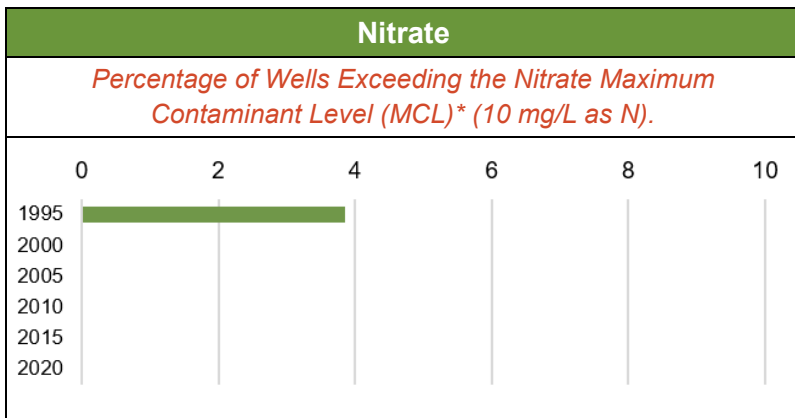 Nitrate
Percentage of Wells Exceeding the Nitrate Maximum
Contaminant Level (MCL)* (10 mg/L as N).
0 2 4 6 8 10
1995
2000
2005
2010
2015
2020